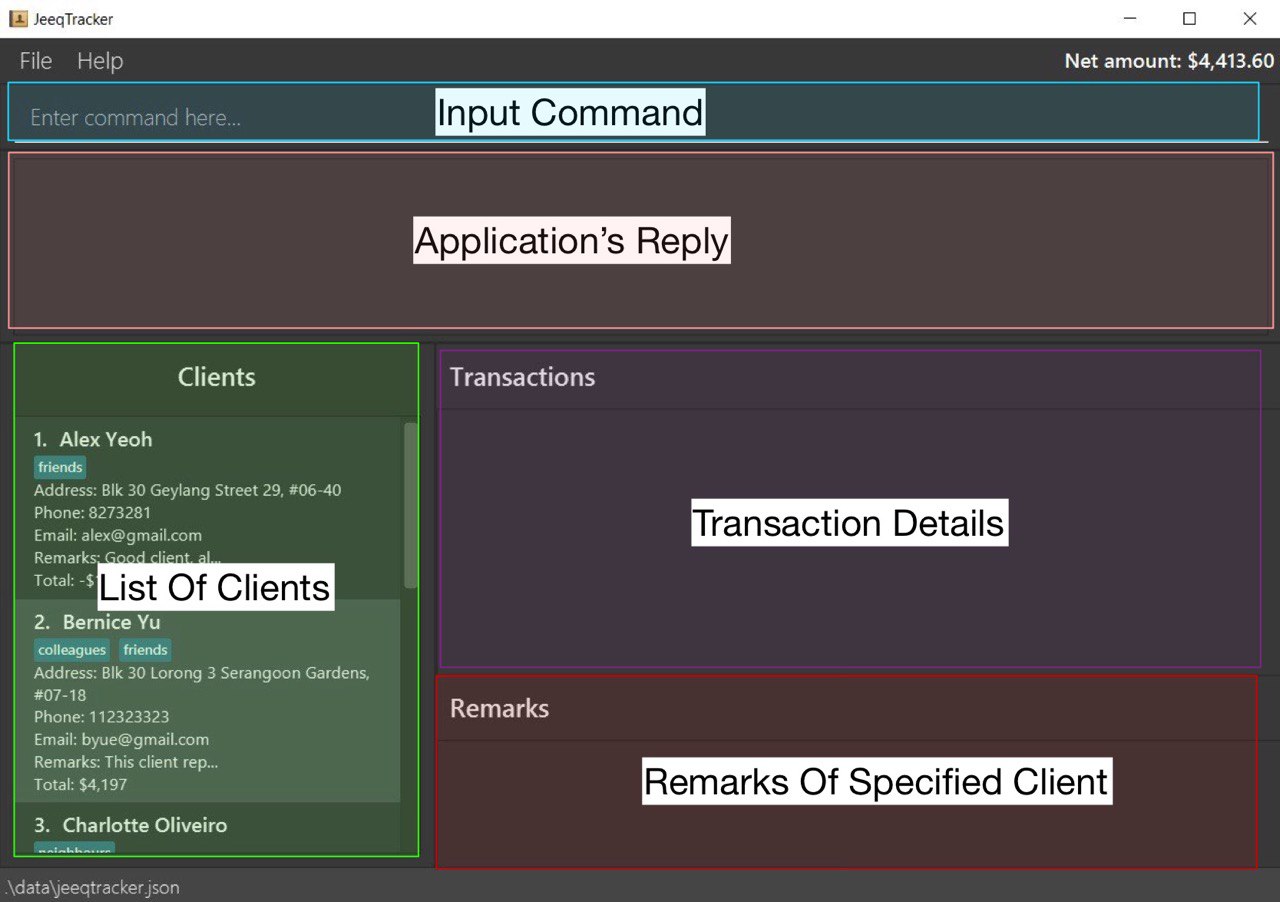 JeeqTracker
File Help
Net amount: $4,413.60
Enter command here...
Input Command
Application's Reply
Clients
1. Alex Yeoh
friends
Address: Blk 30 Geylang Street 29, #06-40
Phone: 8273281
Email: alex@gmail.com
Remarks: Good client, al...
Total: -$
List Of Clients
2. Bernice Yu
colleagues friends
Address: Blk 30 Lorong 3 Serangoon Gardens,
#07-18
Phone: 112323323
Email: byue@gmail.com
Remarks: This client rep...
Total: $4,197
3. Charlotte Oliveiro
neighbours
Transactions
Transaction Details
Remarks
Remarks Of Specified Client
.\data\jeeqtracker.json